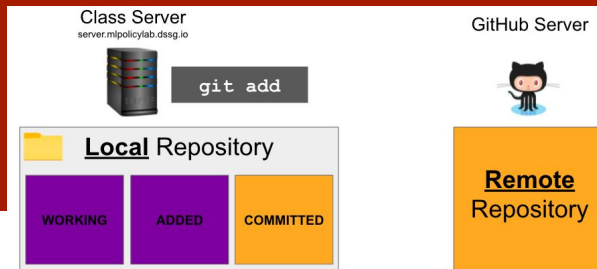 Class Server
server.mlpolicylab.dssg.io
git add
Local Repository
WORKING
ADDED
COMMITTED
GitHub Server
Remote
Repository